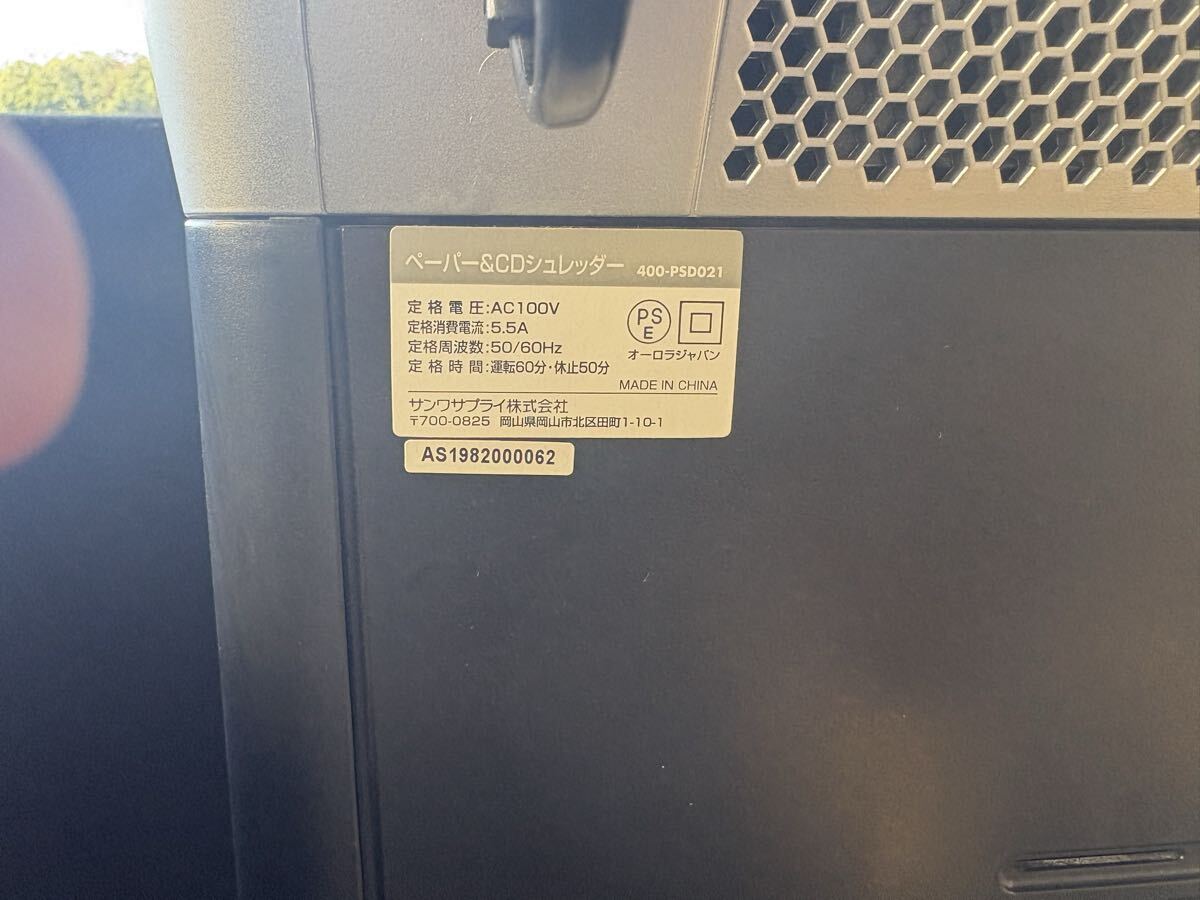 ペーパー&CDシュレッダー 400-PSD021
定格電圧:AC100V
定格消費電流:5.5A
定格周波数:50/60Hz
定格時間:運転60分・休止50分
PS
E
オーロラジャパン
MADE IN CHINA
サンワサプライ株式会社
〒700-0825 岡山県岡山市北区田町1-10-1
AS1982000062